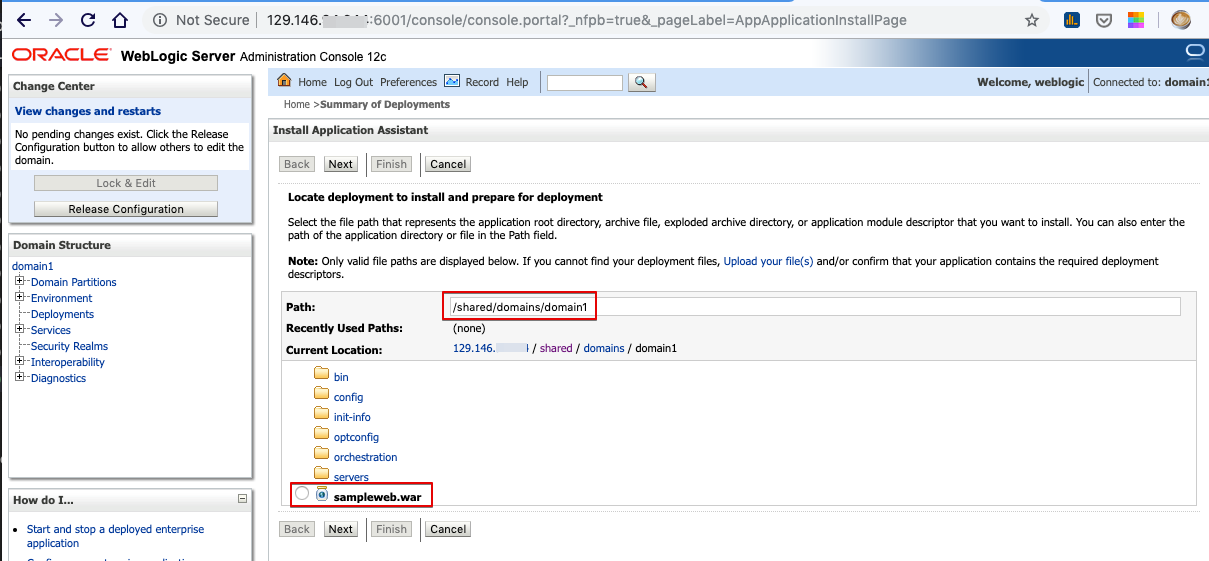 Not Secure
129.146. :6001/console/console.portal?_nfpb=true&_pageLabel=AppApplicationInstallPage
ORACLE WebLogic Server Administration Console 12c
Change Center
View changes and restarts
No pending changes exist. Click the Release
Configuration button to allow others to edit the
domain.
Lock & Edit
Release Configuration
Domain Structure
domain1
Domain Partitions
Environment
Deployments
Services
Security Realms
Interoperability
Diagnostics
How do I...
Start and stop a deployed enterprise
application
Home Log Out Preferences Record Help
Welcome, weblogic Connected to: domain1
Home >Summary of Deployments
Install Application Assistant
Back Next Finish Cancel
Locate deployment to install and prepare for deployment
Select the file path that represents the application root directory, archive file, exploded archive directory, or application module descriptor that you want to install. You can also enter the
path of the application directory or file in the Path field.
Note: Only valid file paths are displayed below. If you cannot find your deployment files, Upload your file(s) and/or confirm that your application contains the required deployment
descriptors.
Path: /shared/domains/domain1
Recently Used Paths: (none)
Current Location: 129.146. / shared / domains / domain1
bin
config
init-info
optconfig
orchestration
servers
sampleweb.war
Back Next Finish Cancel